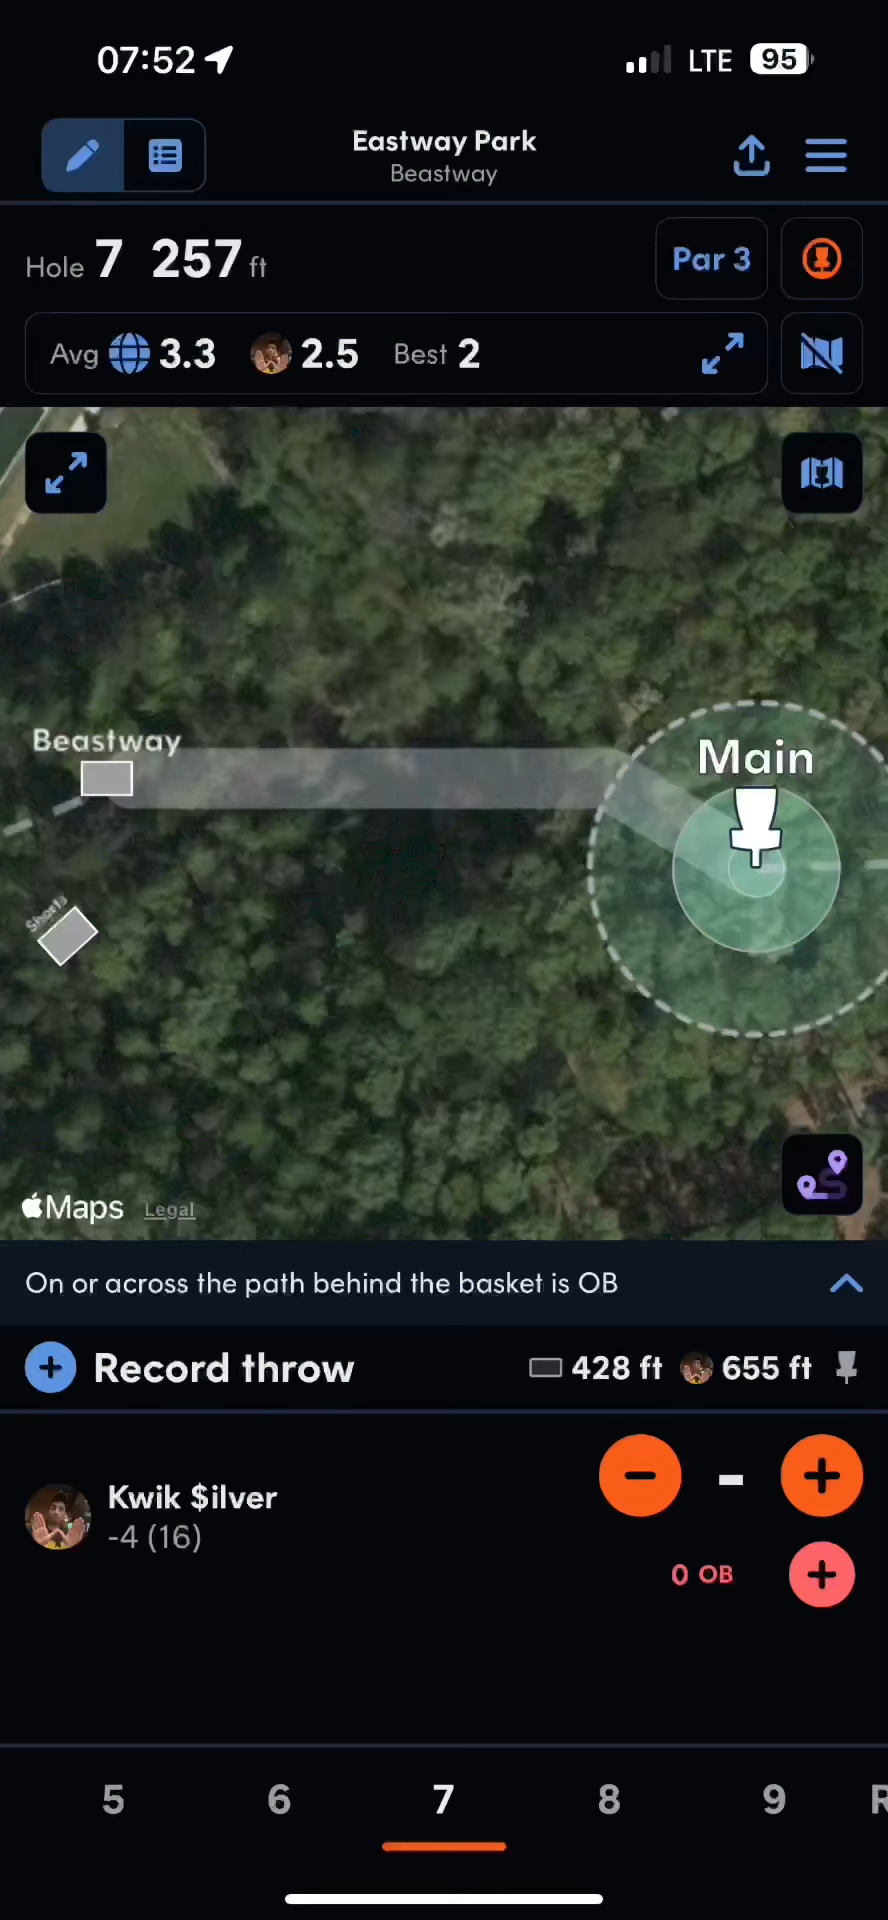 07:52
LTE 95
Eastway Park
Beastway
Hole 7 257 ft
Par 3
Avg 3.3 2.5 Best 2
Beastway
Main
Shorts
Maps Legal
On or across the path behind the basket is OB
Record throw 428 ft 655 ft
Kwik $ilver
-4 (16)
-
0 OB
5 6 7 8 9 R